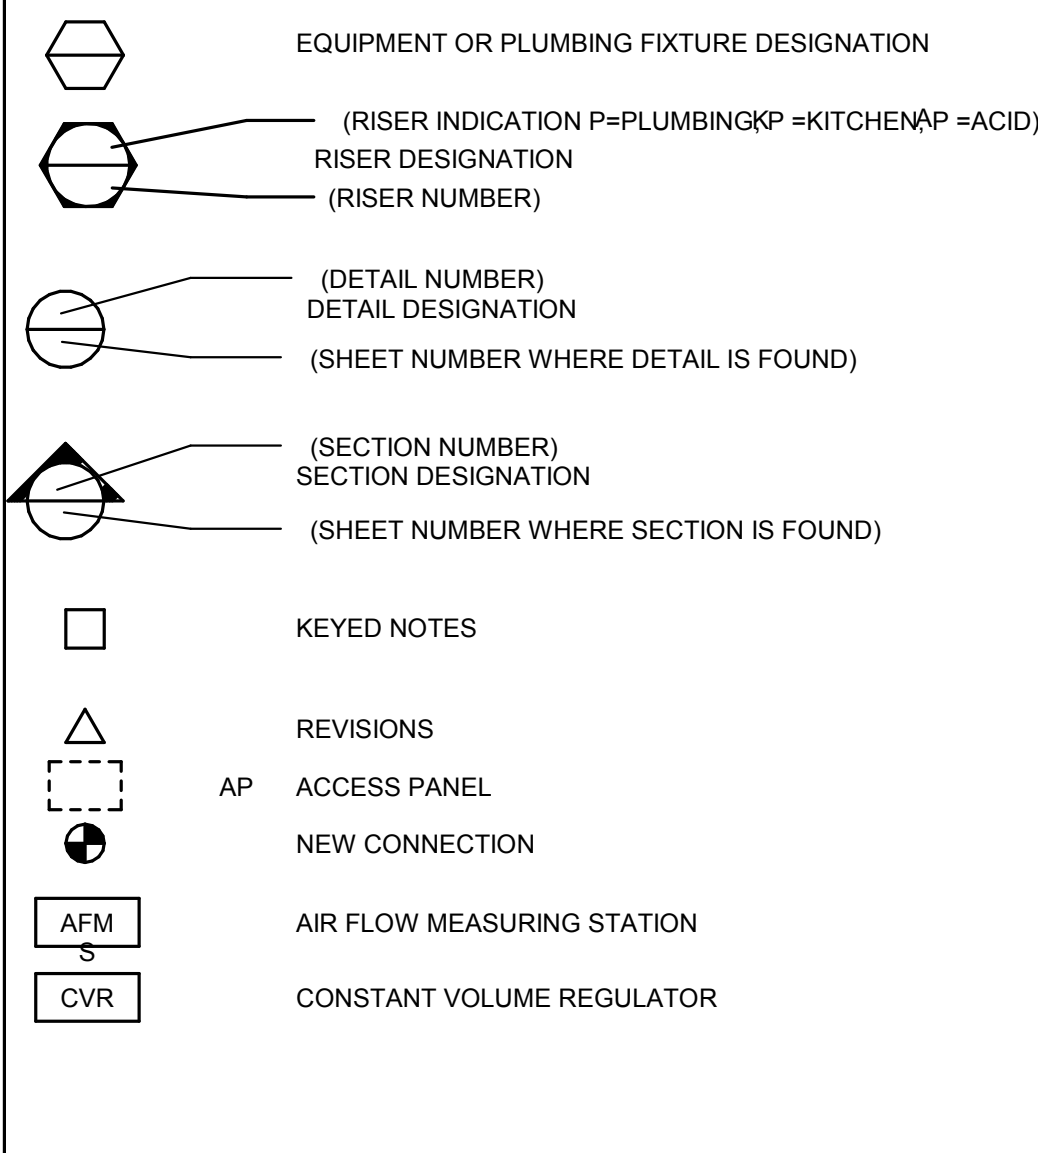 EQUIPMENT OR PLUMBING FIXTURE DESIGNATION
(RISER INDICATION P=PLUMBING,KP =KITCHEN,AP =ACID)
RISER DESIGNATION
(RISER NUMBER)
(DETAIL NUMBER)
DETAIL DESIGNATION
(SHEET NUMBER WHERE DETAIL IS FOUND)
(SECTION NUMBER)
SECTION DESIGNATION
(SHEET NUMBER WHERE SECTION IS FOUND)
KEYED NOTES
REVISIONS
AP ACCESS PANEL
NEW CONNECTION
AFM AIR FLOW MEASURING STATION
S
CVR CONSTANT VOLUME REGULATOR